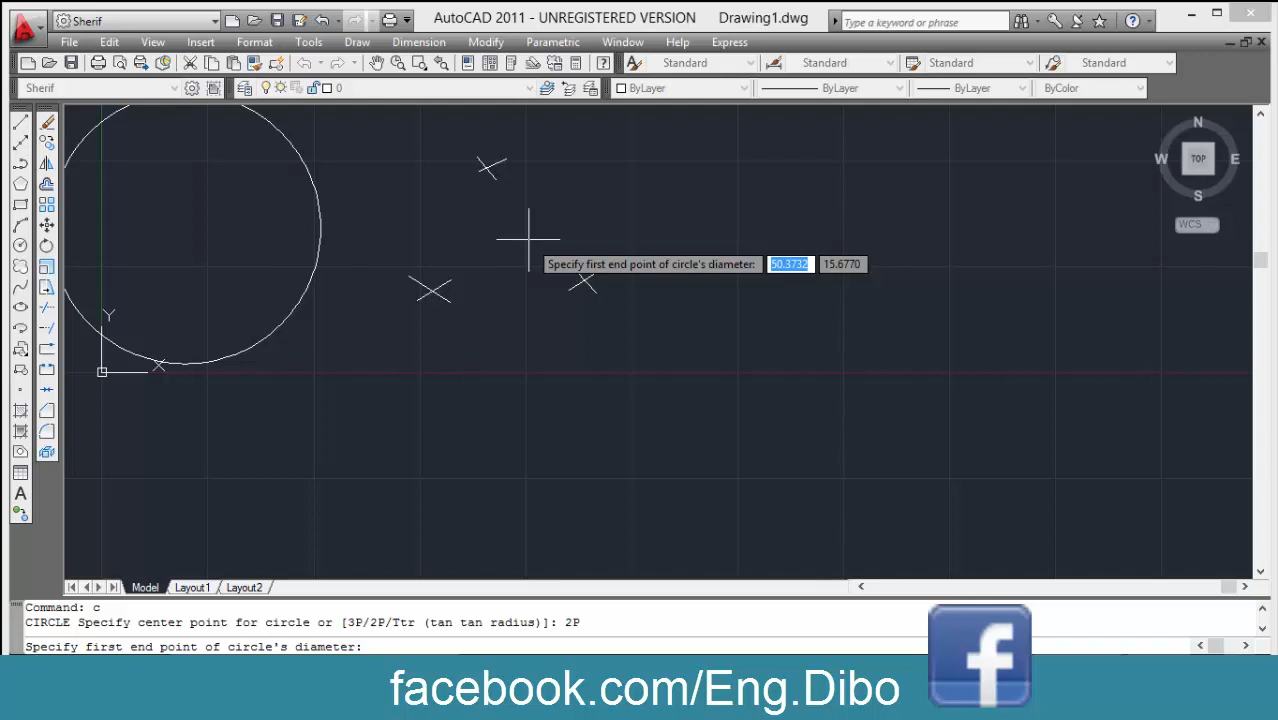 Sherif
AutoCAD 2011 - UNREGISTERED VERSION Drawing1.dwg
Type a keyword or phrase
File Edit View Insert Format Tools Draw Dimension Modify Parametric Window Help Express
Standard Standard Standard Standard
Sherif 0 ByLayer ByLayer ByLayer ByColor
N
W TOP E
S
WCS
Specify first end point of circle's diameter: 50.3732 15.6770
Y
X
Model Layout1 Layout2
Command: c
CIRCLE Specify center point for circle or [3P/2P/Ttr (tan tan radius)]: 2P
Specify first end point of circle's diameter:
facebook.com/Eng.Dibo